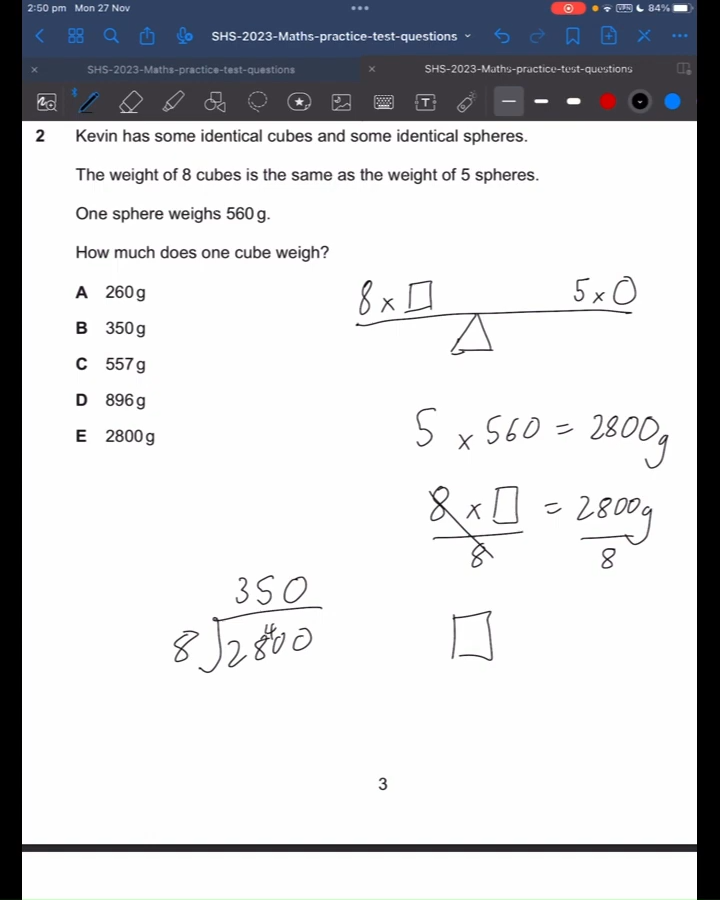 2:50 pm Mon 27 Nov
VPN 84%
SHS-2023-Maths-practice-test-questions
SHS-2023-Maths-practice-test-questions
SHS-2023-Maths-practice-test-questions
T
2 Kevin has some identical cubes and some identical spheres.
The weight of 8 cubes is the same as the weight of 5 spheres.
One sphere weighs 560 g.
How much does one cube weigh?
A 260 g
B 350 g
C 557 g
D 896 g
E 2800 g
8 × □ 5 × ○
5 × 560 = 2800g
8 × □ = 2800g
8 8
350
8 2800
4
3